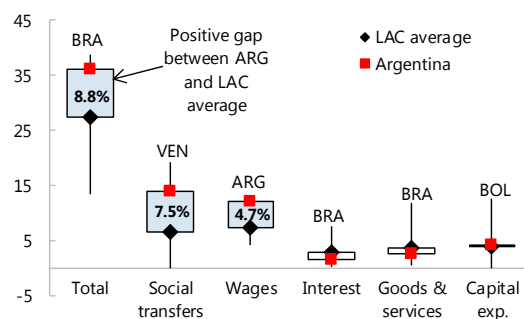 45
35
25
15
5
-5
BRA
Positive gap
between ARG
and LAC
average
LAC average
Argentina
8.8%
VEN
7.5%
ARG
4.7%
BRA
BRA
BOL
Total
Social
transfers
Wages
Interest
Goods &
services
Capital
exp.